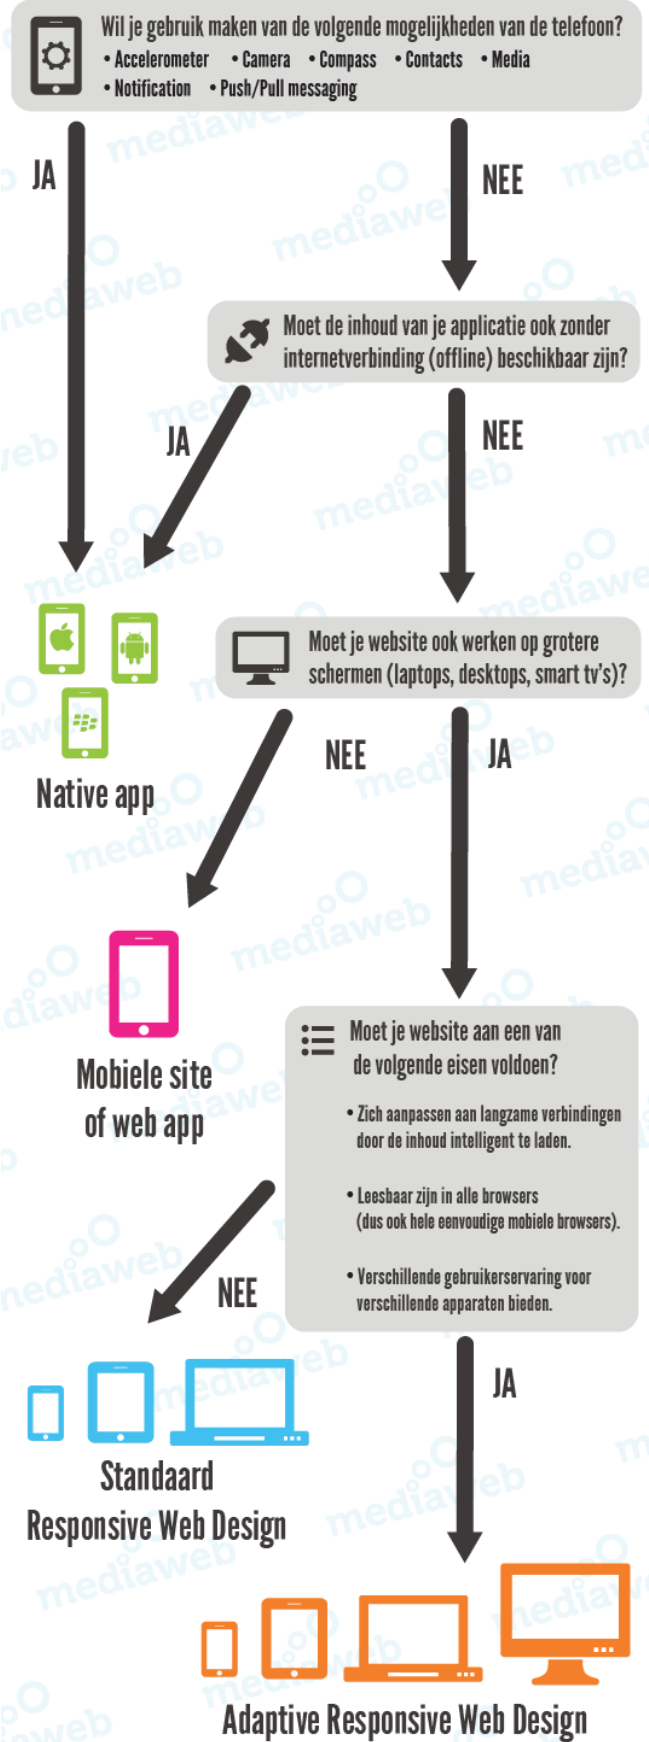 Wil je gebruik maken van de volgende mogelijkheden van de telefoon?
• Accelerometer • Camera • Compass • Contacts • Media
• Notification • Push/Pull messaging
JA
NEE
Moet de inhoud van je applicatie ook zonder
internetverbinding (offline) beschikbaar zijn?
JA
NEE
Moet je website ook werken op grotere
schermen (laptops, desktops, smart tv's)?
Native app
NEE
JA
Mobiele site
of web app
Moet je website aan een van
de volgende eisen voldoen?
• Zich aanpassen aan langzame verbindingen
door de inhoud intelligent te laden.
• Leesbaar zijn in alle browsers
(dus ook hele eenvoudige mobiele browsers).
• Verschillende gebruikerservaring voor
verschillende apparaten bieden.
NEE
JA
Standaard
Responsive Web Design
Adaptive Responsive Web Design
mediaweb